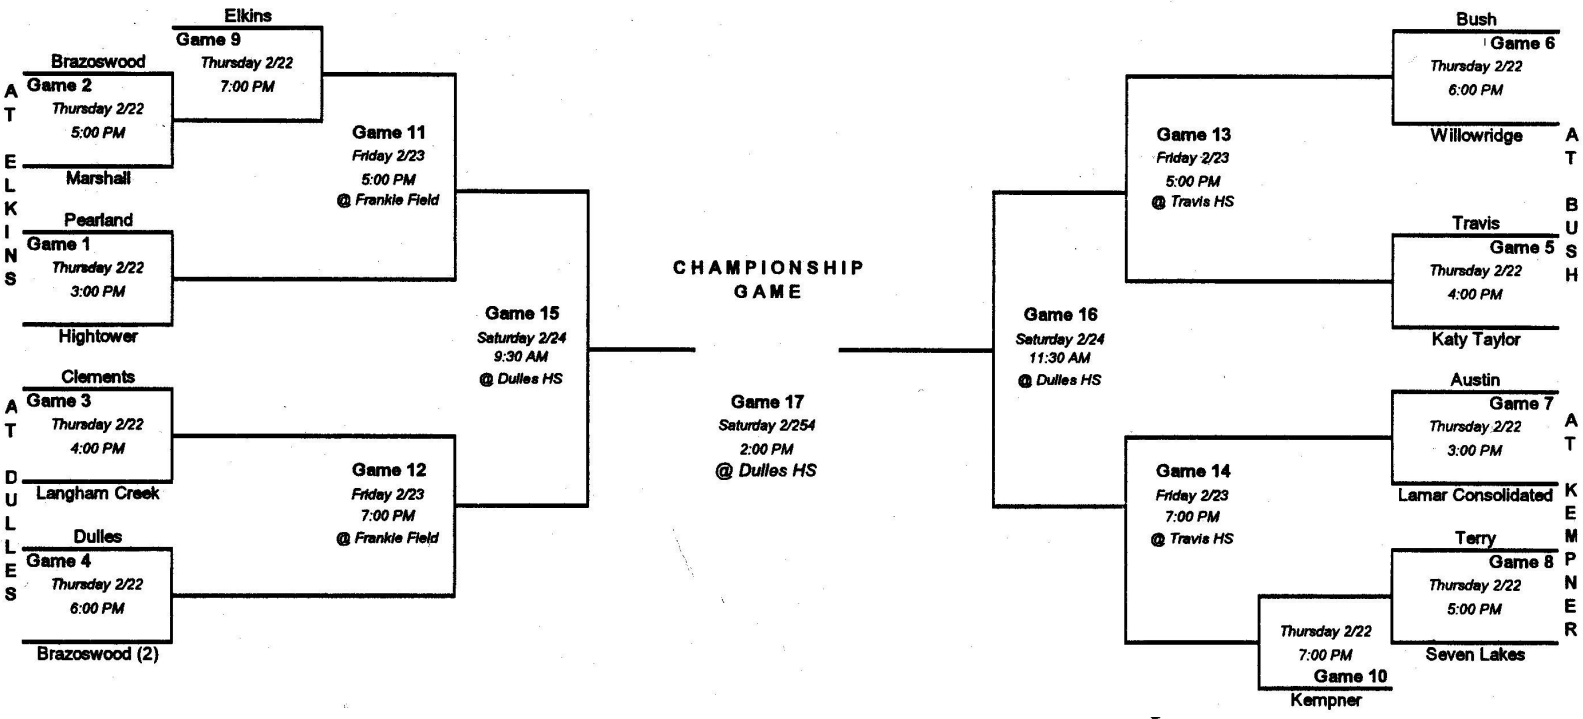 Elkins
Game 9
Thursday 2/22
7:00 PM
Brazoswood
Game 2
Thursday 2/22
5:00 PM
Marshall
AT ELKINS
Pearland
Game 1
Thursday 2/22
3:00 PM
Hightower
Game 11
Friday 2/23
5:00 PM
@ Frankie Field
Clements
Game 3
Thursday 2/22
4:00 PM
Langham Creek
AT DULLES
Dulles
Game 4
Thursday 2/22
6:00 PM
Brazoswood (2)
Game 12
Friday 2/23
7:00 PM
@ Frankie Field
Game 15
Saturday 2/24
9:30 AM
@ Dulles HS
CHAMPIONSHIP
GAME
Game 17
Saturday 2/254
2:00 PM
@ Dulles HS
Game 16
Saturday 2/24
11:30 AM
@ Dulles HS
Game 13
Friday 2/23
5:00 PM
@ Travis HS
Bush
Game 6
Thursday 2/22
6:00 PM
Willowridge
AT BUSH
Travis
Game 5
Thursday 2/22
4:00 PM
Katy Taylor
Game 14
Friday 2/23
7:00 PM
@ Travis HS
Austin
Game 7
Thursday 2/22
3:00 PM
Lamar Consolidated
AT KEMPNER
Terry
Game 8
Thursday 2/22
5:00 PM
Seven Lakes
Thursday 2/22
7:00 PM
Game 10
Kempner